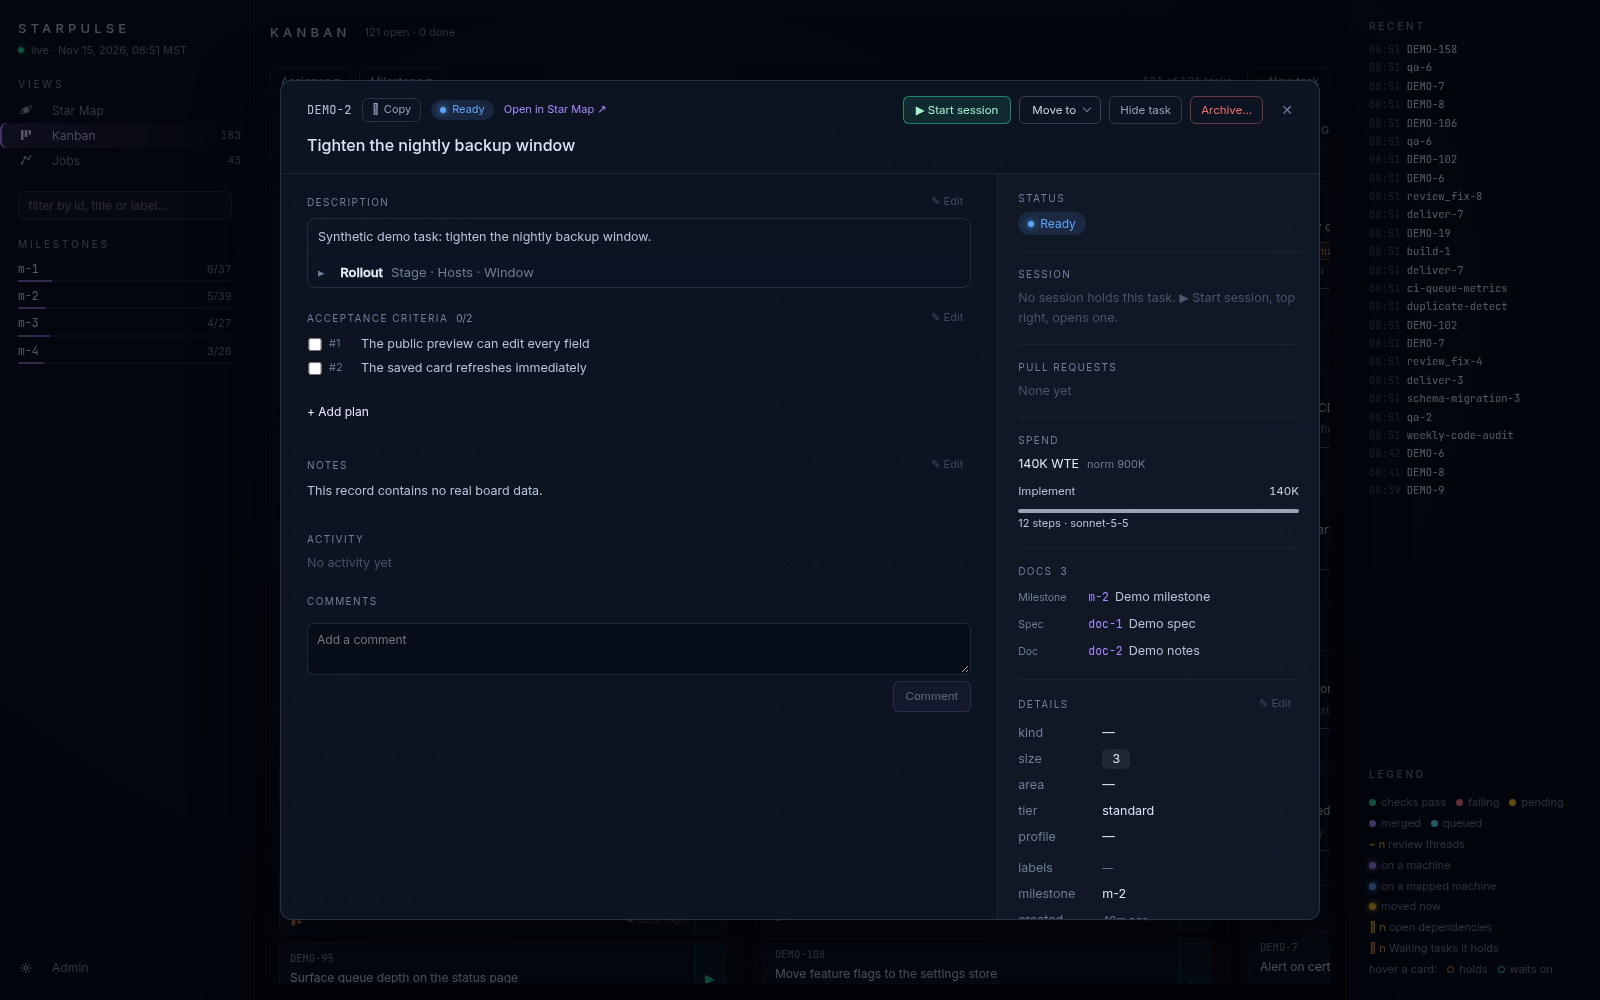 STARPULSE
live · Nov 15, 2026, 08:51 MST
VIEWS
Star Map
Kanban 183
Jobs 43
filter by id, title or label...
MILESTONES
m-1 6/37
m-2 5/39
m-3 4/27
m-4 3/26
Admin
KANBAN 121 open · 0 done
DEMO-2 Copy Ready Open in Star Map ↗
▶ Start session Move to Hide task Archive... ✕
Tighten the nightly backup window
DESCRIPTION ✎ Edit
Synthetic demo task: tighten the nightly backup window.
▸ Rollout Stage · Hosts · Window
ACCEPTANCE CRITERIA 0/2 ✎ Edit
#1 The public preview can edit every field
#2 The saved card refreshes immediately
+ Add plan
NOTES ✎ Edit
This record contains no real board data.
ACTIVITY
No activity yet
COMMENTS
Add a comment
Comment
STATUS
Ready
SESSION
No session holds this task. ▶ Start session, top
right, opens one.
PULL REQUESTS
None yet
SPEND
140K WTE norm 900K
Implement 140K
12 steps · sonnet-5-5
DOCS 3
Milestone m-2 Demo milestone
Spec doc-1 Demo spec
Doc doc-2 Demo notes
DETAILS ✎ Edit
kind —
size 3
area —
tier standard
profile —
labels —
milestone m-2
DEMO-95
Surface queue depth on the status page
DEMO-108
Move feature flags to the settings store
DEMO-7
Alert on cert
RECENT
08:51 DEMO-158
08:51 qa-6
08:51 DEMO-7
08:51 DEMO-8
08:51 DEMO-106
08:51 qa-6
08:51 DEMO-102
08:51 DEMO-6
08:51 review_fix-8
08:51 deliver-7
08:51 DEMO-19
08:51 build-1
08:51 deliver-7
08:51 ci-queue-metrics
08:51 duplicate-detect
08:51 DEMO-102
08:51 DEMO-7
08:51 review_fix-4
08:51 deliver-3
08:51 schema-migration-3
08:51 qa-2
08:51 weekly-code-audit
08:42 DEMO-6
08:41 DEMO-8
08:39 DEMO-9
LEGEND
checks pass failing pending
merged queued
n review threads
on a machine
on a mapped machine
moved now
n open dependencies
n Waiting tasks it holds
hover a card: holds waits on